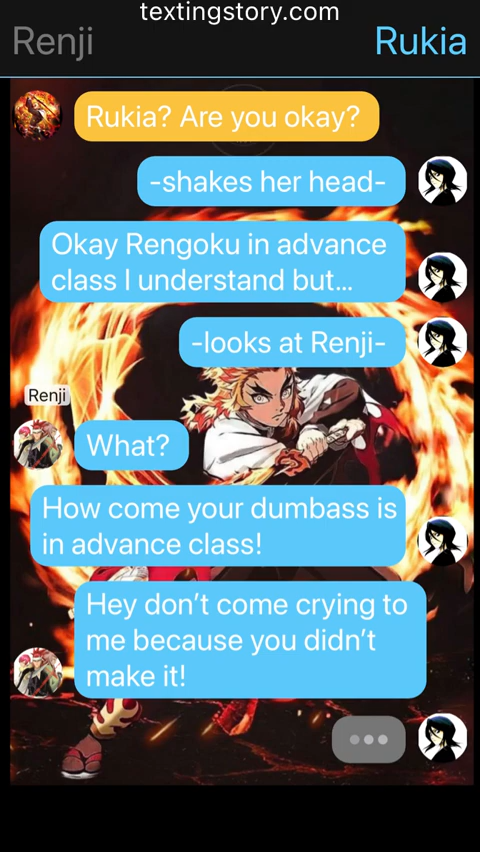 textingstory.com
Renji
Rukia
Rukia? Are you okay?
-shakes her head-
Okay Rengoku in advance
class I understand but...
-looks at Renji-
Renji
What?
How come your dumbass is
in advance class!
Hey don’t come crying to
me because you didn’t
make it!